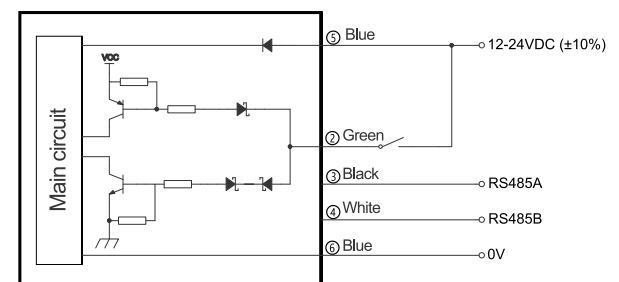 ⑤ Blue
12-24VDC (±10%)
VCC
② Green
Main circuit
③ Black
RS485A
④ White
RS485B
⑥ Blue
0V